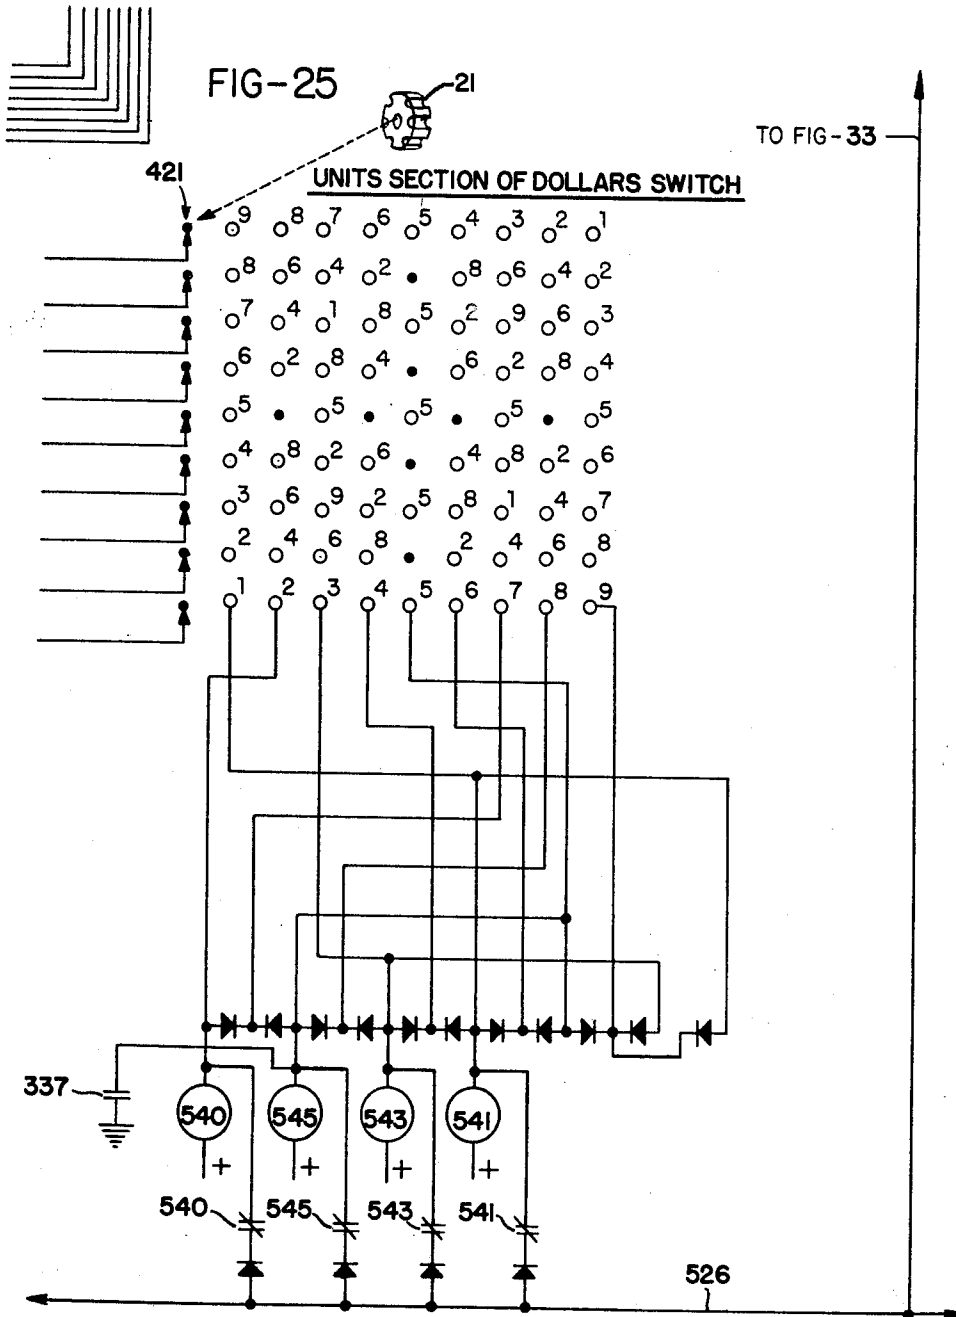 FIG-25
21
TO FIG-33
421
UNITS SECTION OF DOLLARS SWITCH
9 8 7 6 5 4 3 2 1
8 6 4 2 8 6 4 2
7 4 1 8 5 2 9 6 3
6 2 8 4 6 2 8 4
5 5 5 5 5
4 8 2 6 4 8 2 6
3 6 9 2 5 8 1 4 7
2 4 6 8 2 4 6 8
1 2 3 4 5 6 7 8 9
337
540 545 543 541
+ + + +
540 545 543 541
526